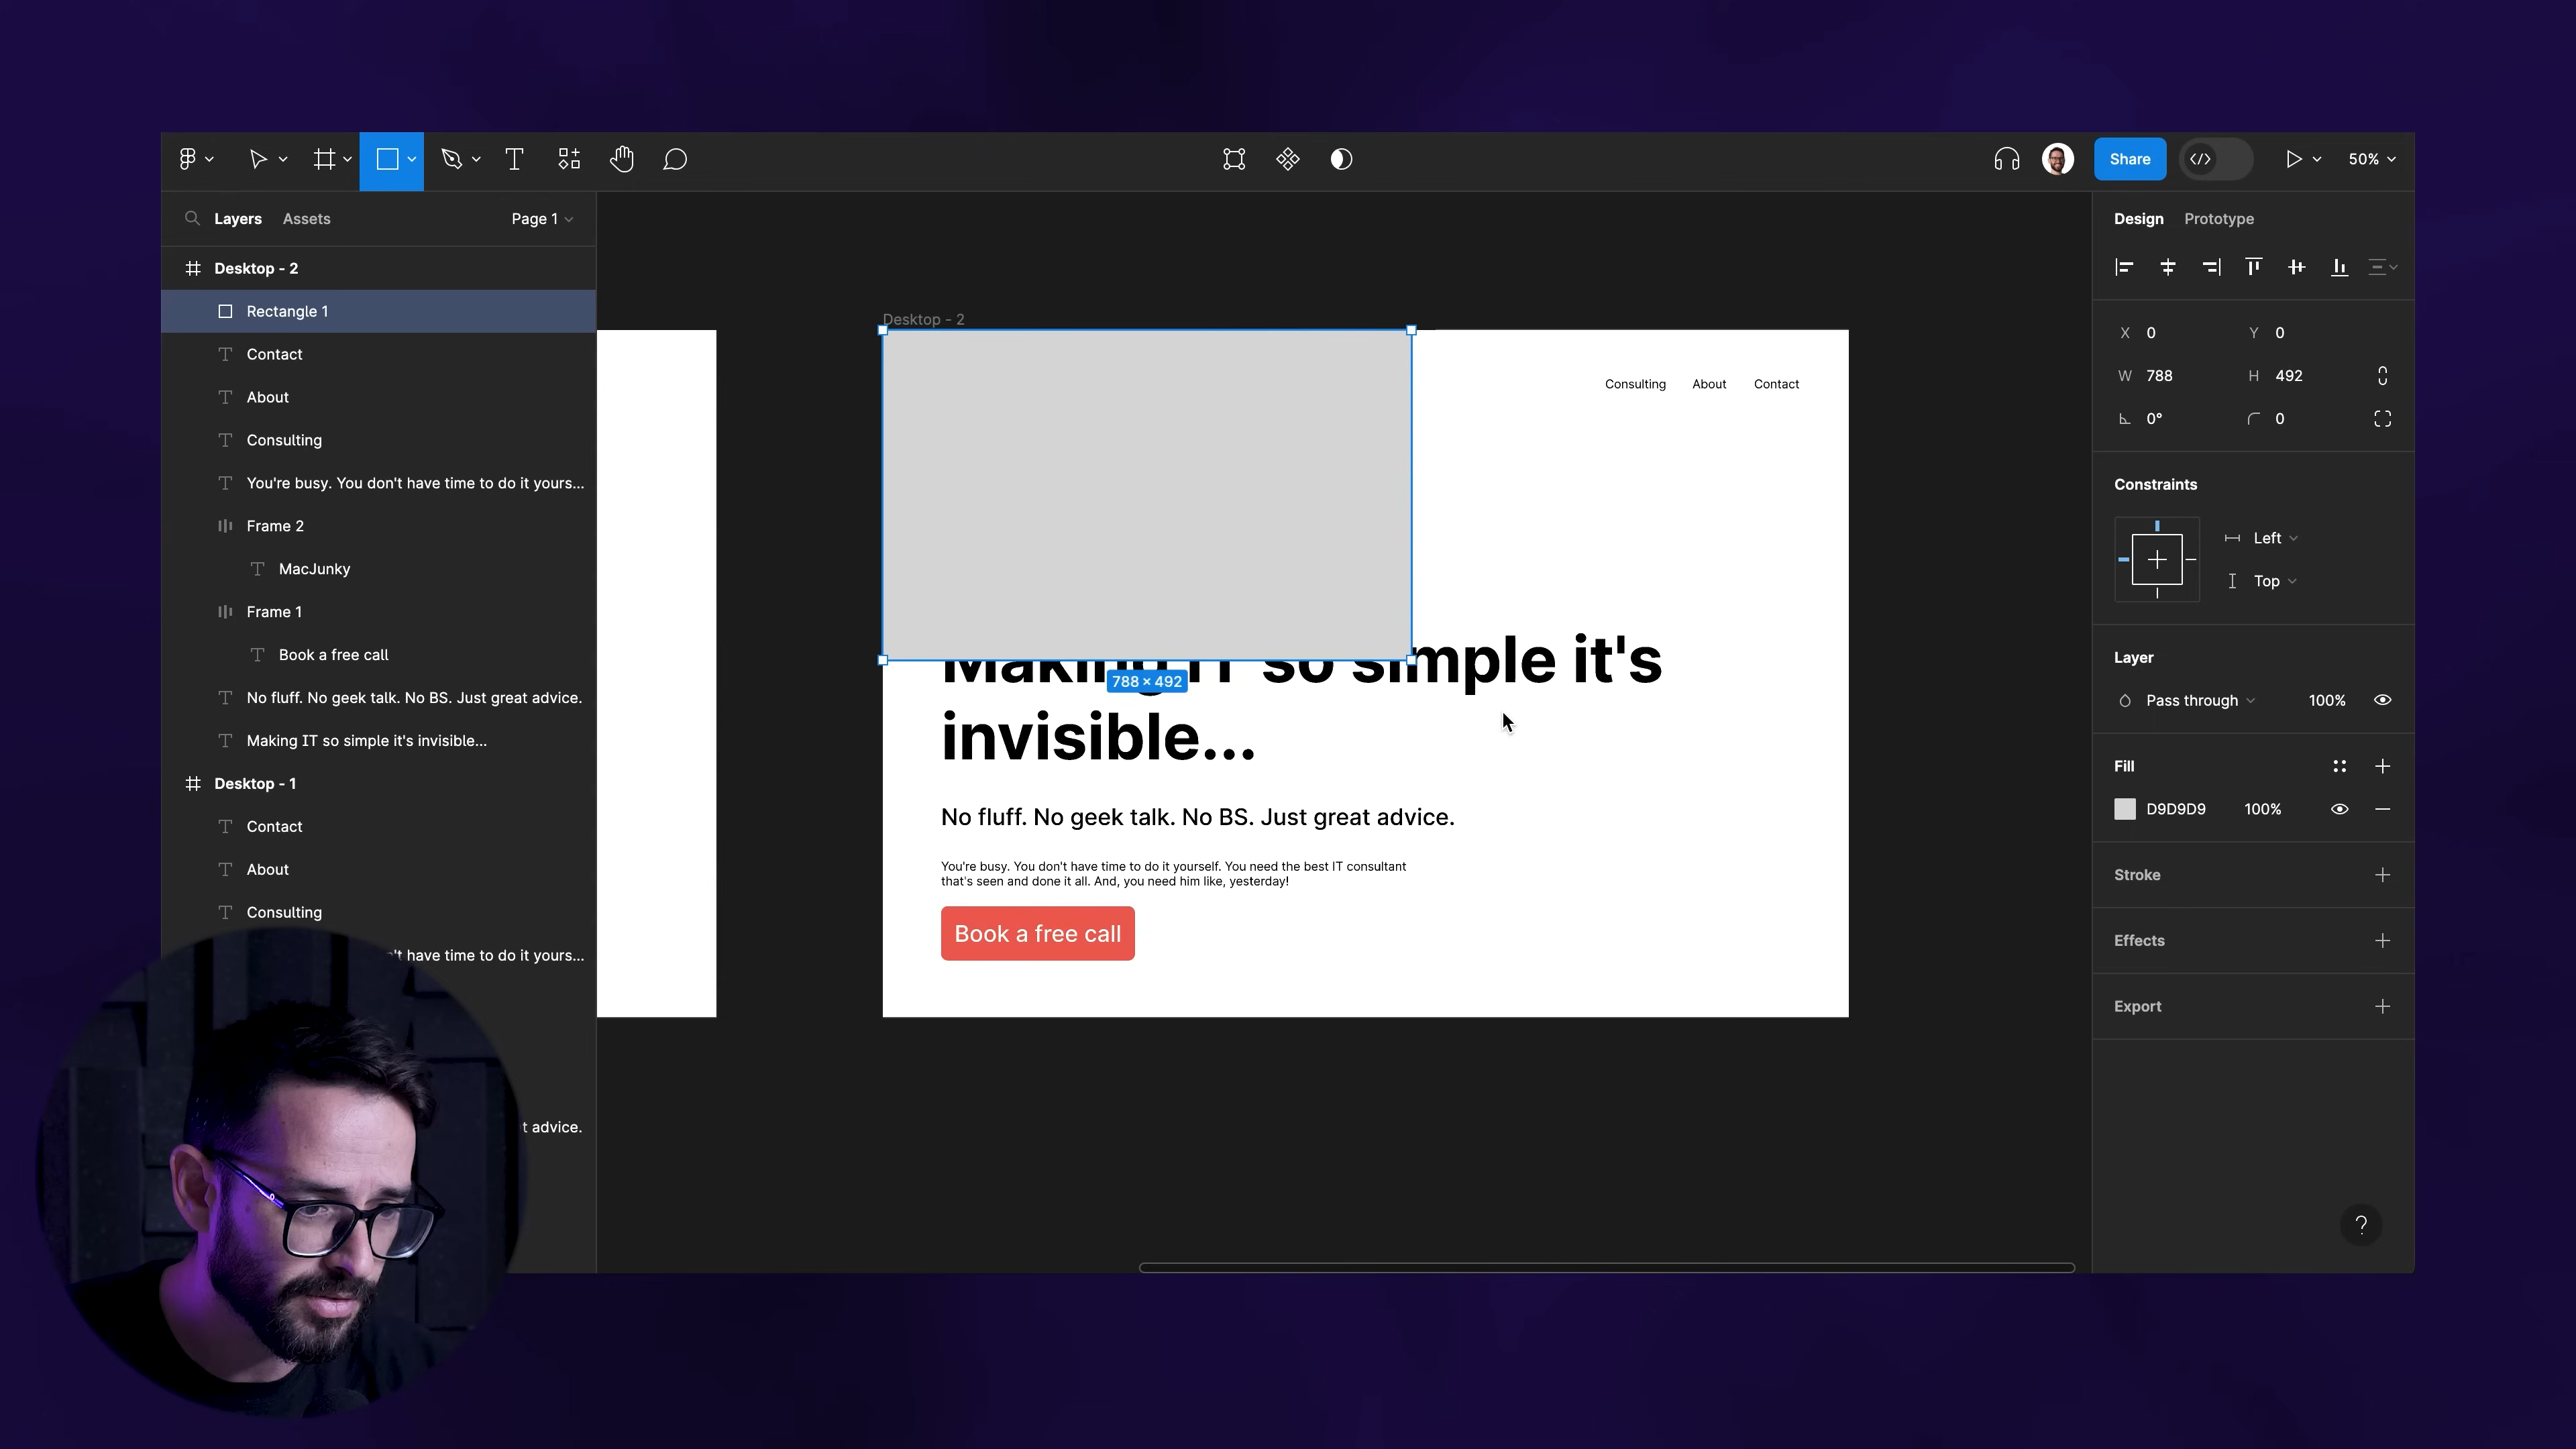 Share
50%
Layers
Assets
Page 1
Design
Prototype
Desktop - 2
Rectangle 1
Contact
About
Consulting
You're busy. You don't have time to do it yours...
Frame 2
MacJunky
Frame 1
Book a free call
No fluff. No geek talk. No BS. Just great advice.
Making IT so simple it's invisible...
Desktop - 1
Contact
About
Consulting
't have time to do it yours...
t advice.
Desktop - 2
Consulting
About
Contact
Making IT so simple it's
788 × 492
invisible...
No fluff. No geek talk. No BS. Just great advice.
You're busy. You don't have time to do it yourself. You need the best IT consultant
that's seen and done it all. And, you need him like, yesterday!
Book a free call
X 0
Y 0
W 788
H 492
0°
0
Constraints
Left
Top
Layer
Pass through
100%
Fill
D9D9D9
100%
Stroke
Effects
Export
?